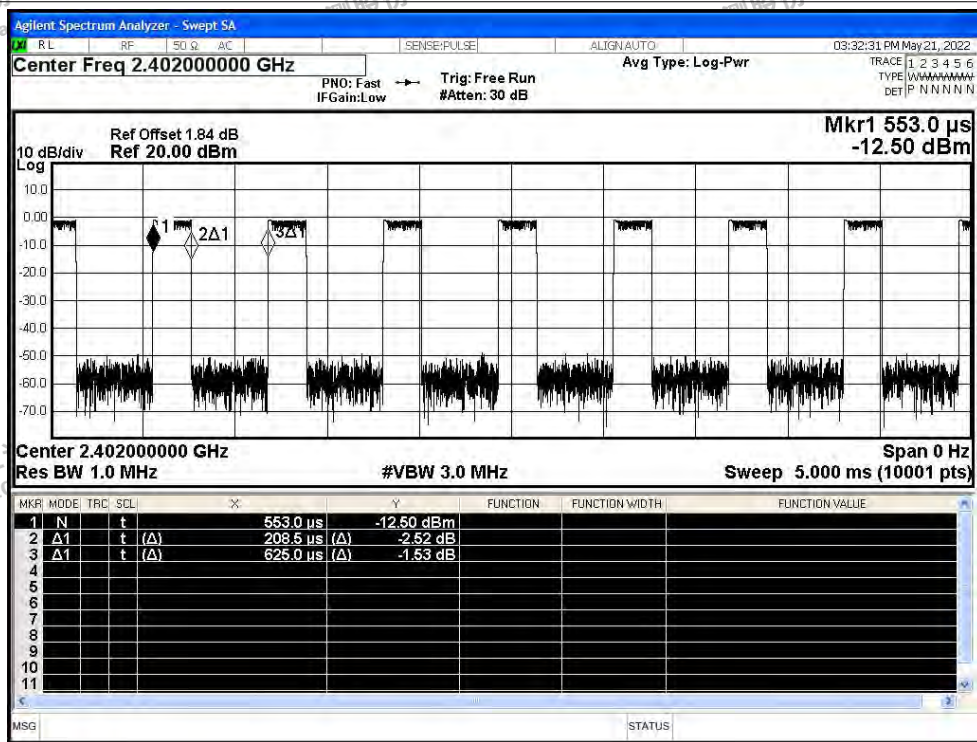 Agilent Spectrum Analyzer - Swept SA
RL RF 50 Ω AC SENSE:PULSE ALIGN AUTO 03:32:31 PM May 21, 2022
Center Freq 2.402000000 GHz Avg Type: Log-Pwr TRACE 1 2 3 4 5 6
PNO: Fast Trig: Free Run TYPE WWWWWW
IFGain:Low #Atten: 30 dB DET P N N N N N
Mkr1 553.0 µs
Ref Offset 1.84 dB
10 dB/div Ref 20.00 dBm -12.50 dBm
Log
10.0
0.00
1 2Δ1 3Δ1
-10.0
-20.0
-30.0
-40.0
-50.0
-60.0
-70.0
Center 2.402000000 GHz Span 0 Hz
Res BW 1.0 MHz #VBW 3.0 MHz Sweep 5.000 ms (10001 pts)
MKR MODE TRC SCL X Y FUNCTION FUNCTION WIDTH FUNCTION VALUE
1 N t 553.0 µs -12.50 dBm
2 Δ1 t (Δ) 208.5 µs (Δ) -2.52 dB
3 Δ1 t (Δ) 625.0 µs (Δ) -1.53 dB
4
5
6
7
8
9
10
11
MSG STATUS